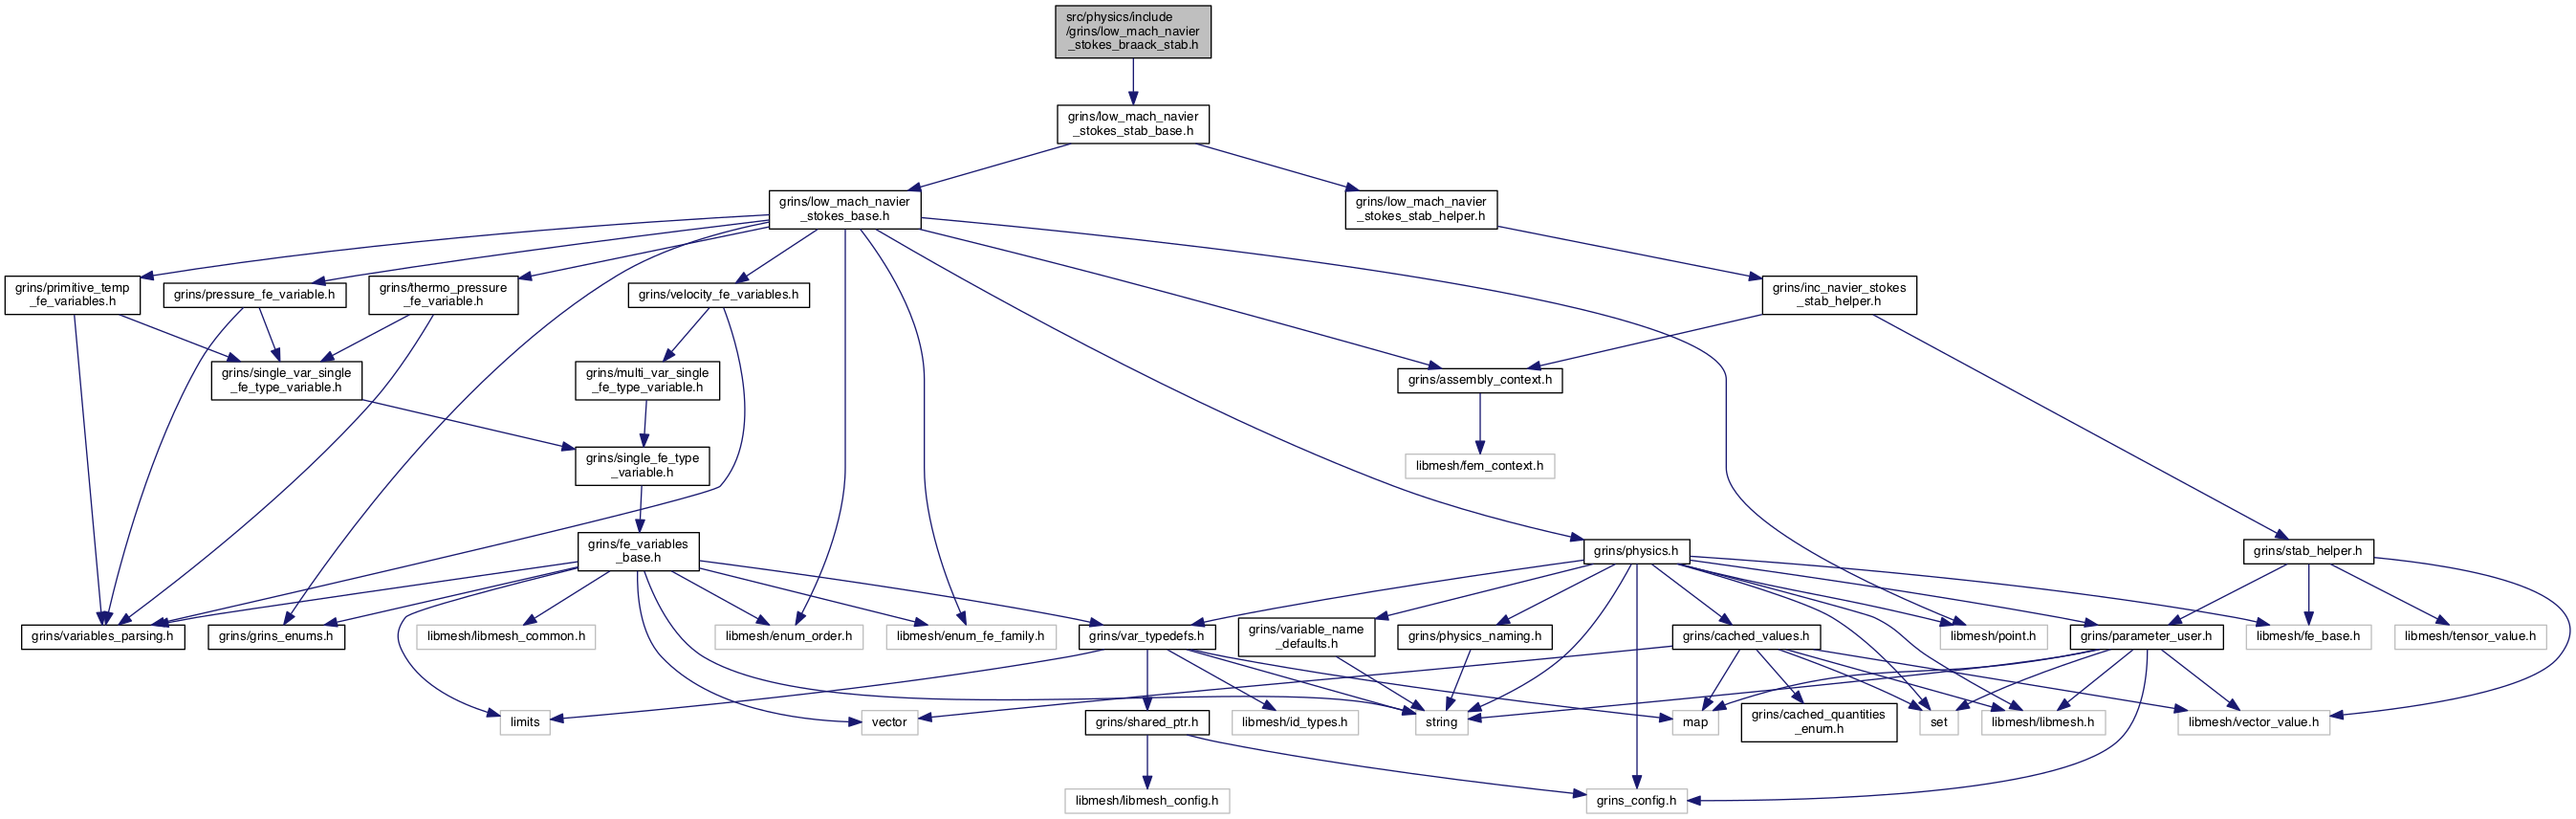 src/physics/include
/grins/low_mach_navier
_stokes_braack_stab.h
grins/low_mach_navier
_stokes_stab_base.h
grins/low_mach_navier
_stokes_base.h
grins/low_mach_navier
_stokes_stab_helper.h
grins/primitive_temp
_fe_variables.h
grins/pressure_fe_variable.h
grins/thermo_pressure
_fe_variable.h
grins/velocity_fe_variables.h
grins/inc_navier_stokes
_stab_helper.h
grins/single_var_single
_fe_type_variable.h
grins/multi_var_single
_fe_type_variable.h
grins/assembly_context.h
grins/single_fe_type
_variable.h
libmesh/fem_context.h
grins/fe_variables
_base.h
grins/physics.h
grins/stab_helper.h
grins/variables_parsing.h
grins/grins_enums.h
libmesh/libmesh_common.h
libmesh/enum_order.h
libmesh/enum_fe_family.h
grins/var_typedefs.h
grins/variable_name
_defaults.h
grins/physics_naming.h
grins/cached_values.h
libmesh/point.h
grins/parameter_user.h
libmesh/fe_base.h
libmesh/tensor_value.h
limits
vector
grins/shared_ptr.h
libmesh/id_types.h
string
map
grins/cached_quantities
_enum.h
set
libmesh/libmesh.h
libmesh/vector_value.h
libmesh/libmesh_config.h
grins_config.h